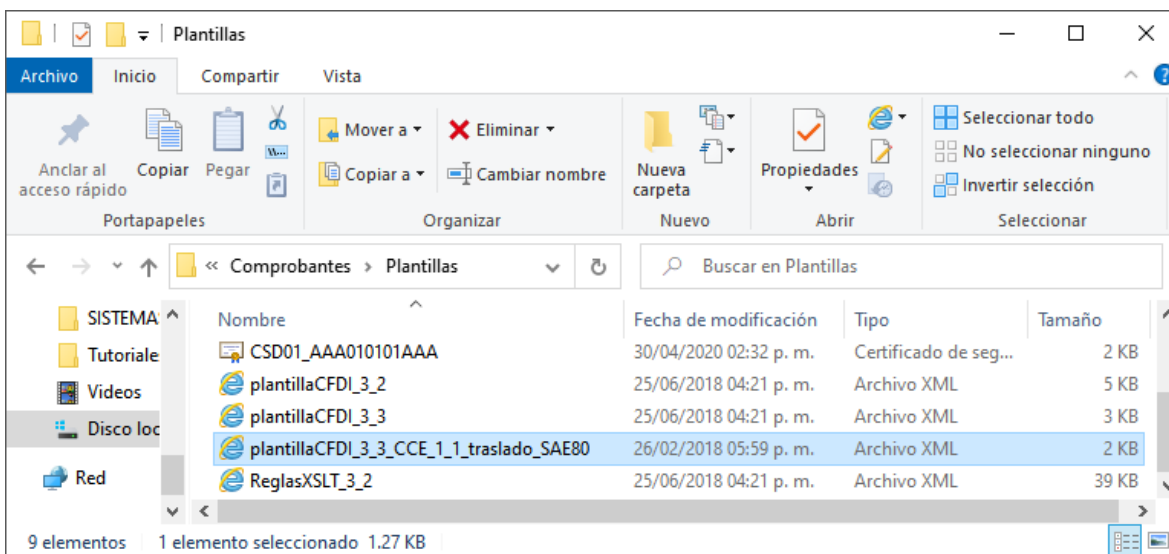 Plantillas
Archivo Inicio Compartir Vista
Anclar al acceso rápido
Copiar
Pegar
Portapapeles
Mover a
Copiar a
Eliminar
Cambiar nombre
Organizar
Nueva carpeta
Nuevo
Propiedades
Abrir
Seleccionar todo
No seleccionar ninguno
Invertir selección
Seleccionar
« Comprobantes > Plantillas
Buscar en Plantillas
SISTEMA
Tutoriale
Videos
Disco loc
Red
Nombre Fecha de modificación Tipo Tamaño
CSD01_AAA010101AAA 30/04/2020 02:32 p. m. Certificado de seg... 2 KB
plantillaCFDI_3_2 25/06/2018 04:21 p. m. Archivo XML 5 KB
plantillaCFDI_3_3 25/06/2018 04:21 p. m. Archivo XML 3 KB
plantillaCFDI_3_3_CCE_1_1_traslado_SAE80 26/02/2018 05:59 p. m. Archivo XML 2 KB
ReglasXSLT_3_2 25/06/2018 04:21 p. m. Archivo XML 39 KB
9 elementos 1 elemento seleccionado 1.27 KB